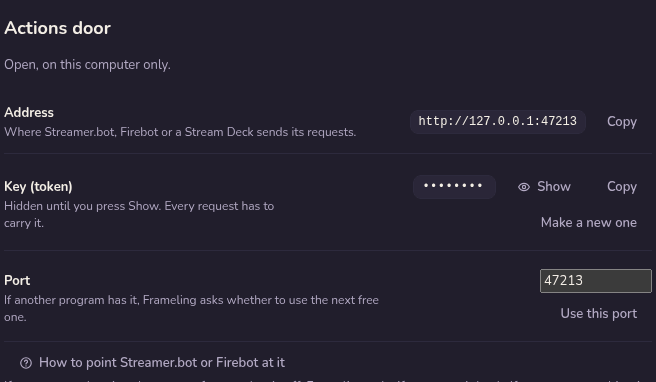 Actions door
Open, on this computer only.
Address
Where Streamer.bot, Firebot or a Stream Deck sends its requests.
http://127.0.0.1:47213
Copy
Key (token)
Hidden until you press Show. Every request has to
carry it.
••••••••
Show
Copy
Make a new one
Port
If another program has it, Frameling asks whether to use the next free
one.
47213
Use this port
How to point Streamer.bot or Firebot at it